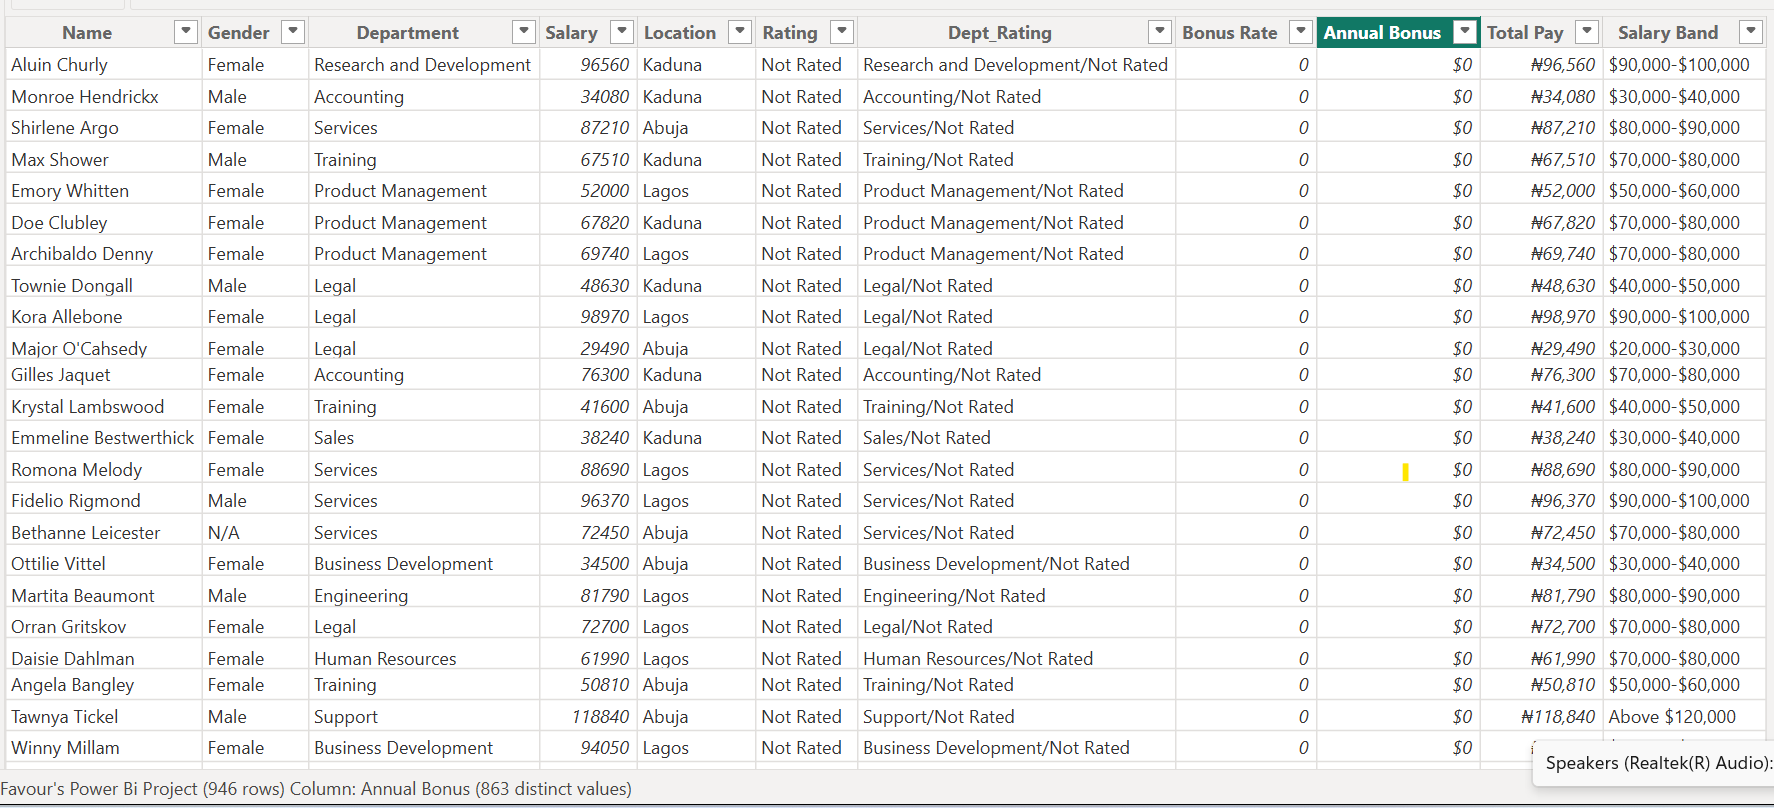 Name Gender Department Salary Location Rating Dept_Rating Bonus Rate Annual Bonus Total Pay Salary Band
Aluin Churly Female Research and Development 96560 Kaduna Not Rated Research and Development/Not Rated 0 $0 ₦96,560 $90,000-$100,000
Monroe Hendrickx Male Accounting 34080 Kaduna Not Rated Accounting/Not Rated 0 $0 ₦34,080 $30,000-$40,000
Shirlene Argo Female Services 87210 Abuja Not Rated Services/Not Rated 0 $0 ₦87,210 $80,000-$90,000
Max Shower Male Training 67510 Kaduna Not Rated Training/Not Rated 0 $0 ₦67,510 $70,000-$80,000
Emory Whitten Female Product Management 52000 Lagos Not Rated Product Management/Not Rated 0 $0 ₦52,000 $50,000-$60,000
Doe Clubley Female Product Management 67820 Kaduna Not Rated Product Management/Not Rated 0 $0 ₦67,820 $70,000-$80,000
Archibaldo Denny Female Product Management 69740 Lagos Not Rated Product Management/Not Rated 0 $0 ₦69,740 $70,000-$80,000
Townie Dongall Male Legal 48630 Kaduna Not Rated Legal/Not Rated 0 $0 ₦48,630 $40,000-$50,000
Kora Allebone Female Legal 98970 Lagos Not Rated Legal/Not Rated 0 $0 ₦98,970 $90,000-$100,000
Major O'Cahsedy Female Legal 29490 Abuja Not Rated Legal/Not Rated 0 $0 ₦29,490 $20,000-$30,000
Gilles Jaquet Female Accounting 76300 Kaduna Not Rated Accounting/Not Rated 0 $0 ₦76,300 $70,000-$80,000
Krystal Lambswood Female Training 41600 Abuja Not Rated Training/Not Rated 0 $0 ₦41,600 $40,000-$50,000
Emmeline Bestwerthick Female Sales 38240 Kaduna Not Rated Sales/Not Rated 0 $0 ₦38,240 $30,000-$40,000
Romona Melody Female Services 88690 Lagos Not Rated Services/Not Rated 0 $0 ₦88,690 $80,000-$90,000
Fidelio Rigmond Male Services 96370 Lagos Not Rated Services/Not Rated 0 $0 ₦96,370 $90,000-$100,000
Bethanne Leicester N/A Services 72450 Abuja Not Rated Services/Not Rated 0 $0 ₦72,450 $70,000-$80,000
Ottilie Vittel Female Business Development 34500 Abuja Not Rated Business Development/Not Rated 0 $0 ₦34,500 $30,000-$40,000
Martita Beaumont Male Engineering 81790 Lagos Not Rated Engineering/Not Rated 0 $0 ₦81,790 $80,000-$90,000
Orran Gritskov Female Legal 72700 Lagos Not Rated Legal/Not Rated 0 $0 ₦72,700 $70,000-$80,000
Daisie Dahlman Female Human Resources 61990 Lagos Not Rated Human Resources/Not Rated 0 $0 ₦61,990 $70,000-$80,000
Angela Bangley Female Training 50810 Abuja Not Rated Training/Not Rated 0 $0 ₦50,810 $50,000-$60,000
Tawnya Tickel Male Support 118840 Abuja Not Rated Support/Not Rated 0 $0 ₦118,840 Above $120,000
Winny Millam Female Business Development 94050 Lagos Not Rated Business Development/Not Rated 0 $0
Speakers (Realtek(R) Audio):
Favour's Power Bi Project (946 rows) Column: Annual Bonus (863 distinct values)